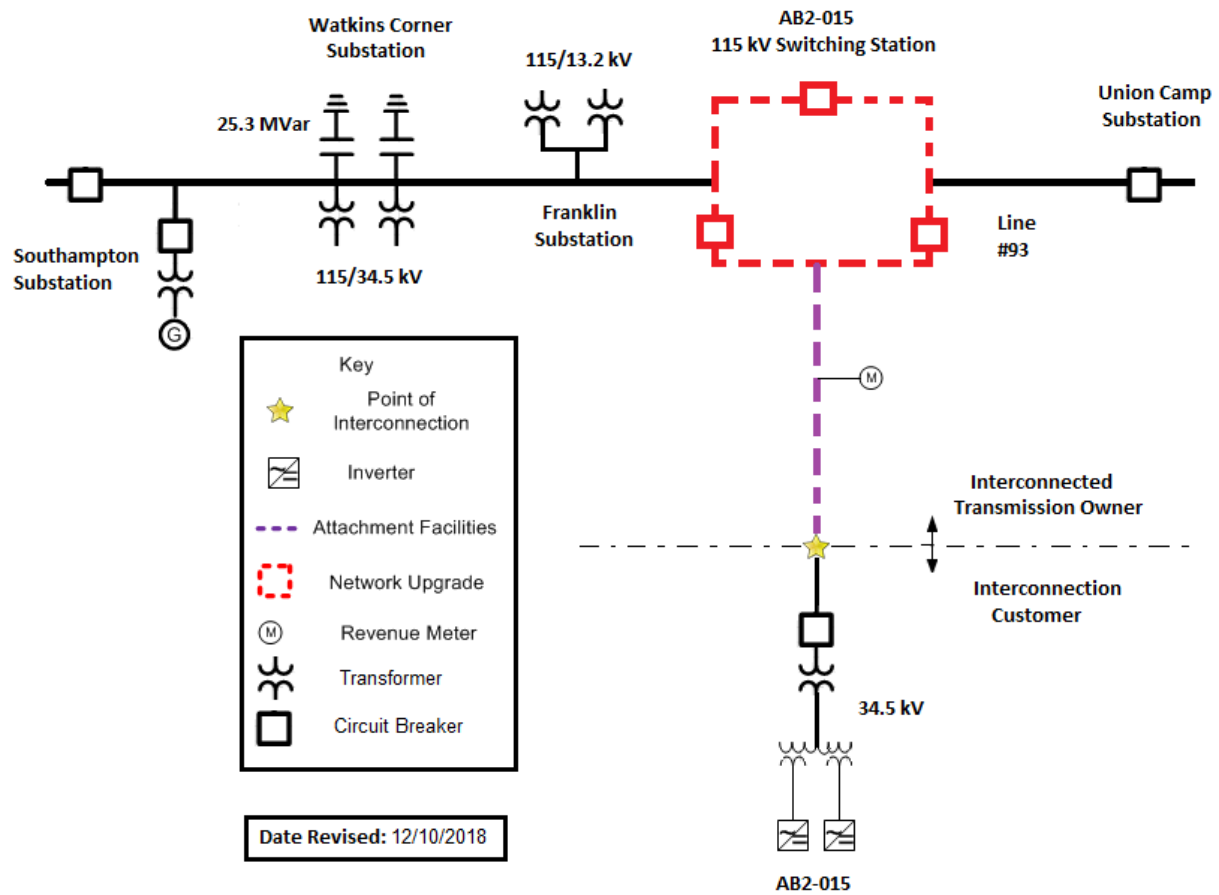 Watkins Corner
Substation
AB2-015
115 kV Switching Station
115/13.2 kV
25.3 MVar
Union Camp
Substation
Southampton
Substation
115/34.5 kV
Franklin
Substation
Line
#93
G
Key
Point of
Interconnection
Inverter
Attachment Facilities
Network Upgrade
M
Revenue Meter
Transformer
Circuit Breaker
M
Interconnected
Transmission Owner
Interconnection
Customer
34.5 kV
Date Revised: 12/10/2018
AB2-015